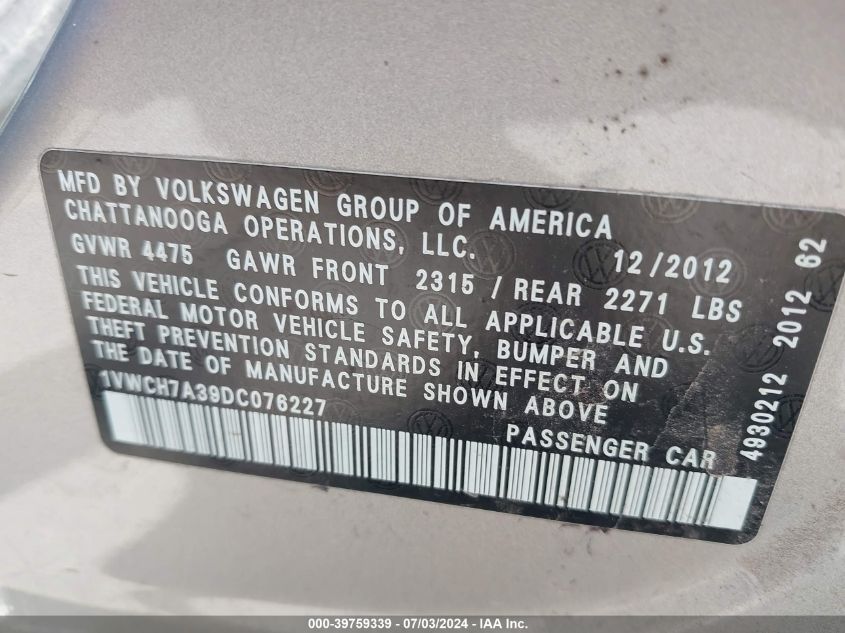 MFD BY VOLKSWAGEN GROUP OF AMERICA
CHATTANOOGA OPERATIONS, LLC.
GVWR 4475 GAWR FRONT 2315 / REAR 2271 LBS 12/2012
THIS VEHICLE CONFORMS TO ALL APPLICABLE U.S.
FEDERAL MOTOR VEHICLE SAFETY, BUMPER AND
THEFT PREVENTION STANDARDS IN EFFECT ON
THE DATE OF MANUFACTURE SHOWN ABOVE
1VWCH7A39DC076227
PASSENGER CAR
4930212 2012 62
000-39759339 - 07/03/2024 - IAA Inc.